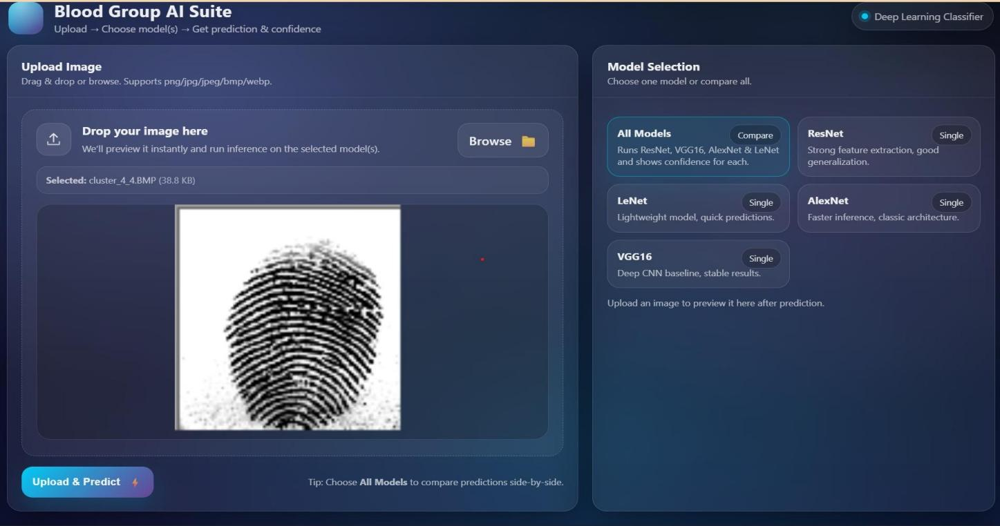 Blood Group AI Suite
Upload → Choose model(s) → Get prediction & confidence
Deep Learning Classifier
Upload Image
Drag & drop or browse. Supports png/jpg/jpeg/bmp/webp.
Drop your image here
We'll preview it instantly and run inference on the selected model(s).
Browse
Selected: cluster_4_4.BMP (38.8 KB)
Upload & Predict
Tip: Choose All Models to compare predictions side-by-side.
Model Selection
Choose one model or compare all.
All Models
Compare
Runs ResNet, VGG16, AlexNet & LeNet
and shows confidence for each.
ResNet
Single
Strong feature extraction, good
generalization.
LeNet
Single
Lightweight model, quick predictions.
AlexNet
Single
Faster inference, classic architecture.
VGG16
Single
Deep CNN baseline, stable results.
Upload an image to preview it here after prediction.